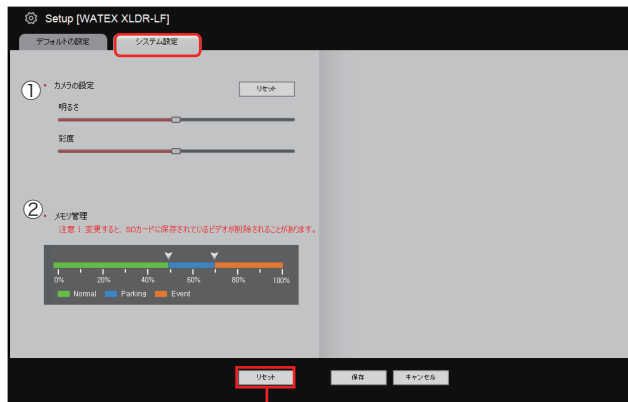 Setup [WATEX XLDR-LF]
デフォルトの設定 システム設定
① • カメラの設定 リセット
明るさ
彩度
② • メモリ管理
注意！ 変更すると、SDカードに保存されているビデオが削除されることがあります。
0% 20% 40% 60% 80% 100%
Normal Parking Event
リセット 保存 キャンセル